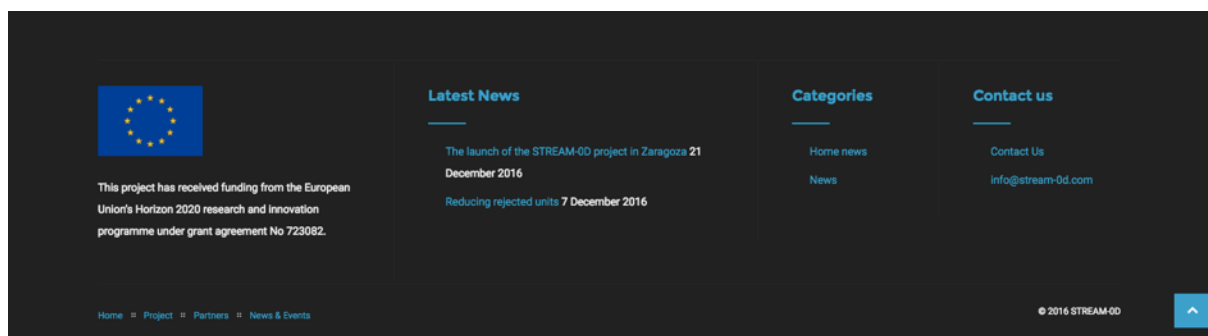 This project has received funding from the European
Union's Horizon 2020 research and innovation
programme under grant agreement No 723082.
Latest News
The launch of the STREAM-0D project in Zaragoza 21
December 2016
Reducing rejected units 7 December 2016
Categories
Home news
News
Contact us
Contact Us
info@stream-0d.com
Home :: Project :: Partners :: News & Events
© 2016 STREAM-0D